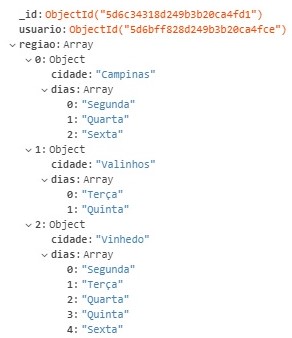 _id: ObjectId("5d6c34318d249b3b20ca4fd1")
usuario: ObjectId("5d6bff828d249b3b20ca4fce")
regiao: Array
0: Object
cidade: "Campinas"
dias: Array
0: "Segunda"
1: "Quarta"
2: "Sexta"
1: Object
cidade: "Valinhos"
dias: Array
0: "Terça"
1: "Quinta"
2: Object
cidade: "Vinhedo"
dias: Array
0: "Segunda"
1: "Terça"
2: "Quarta"
3: "Quinta"
4: "Sexta"